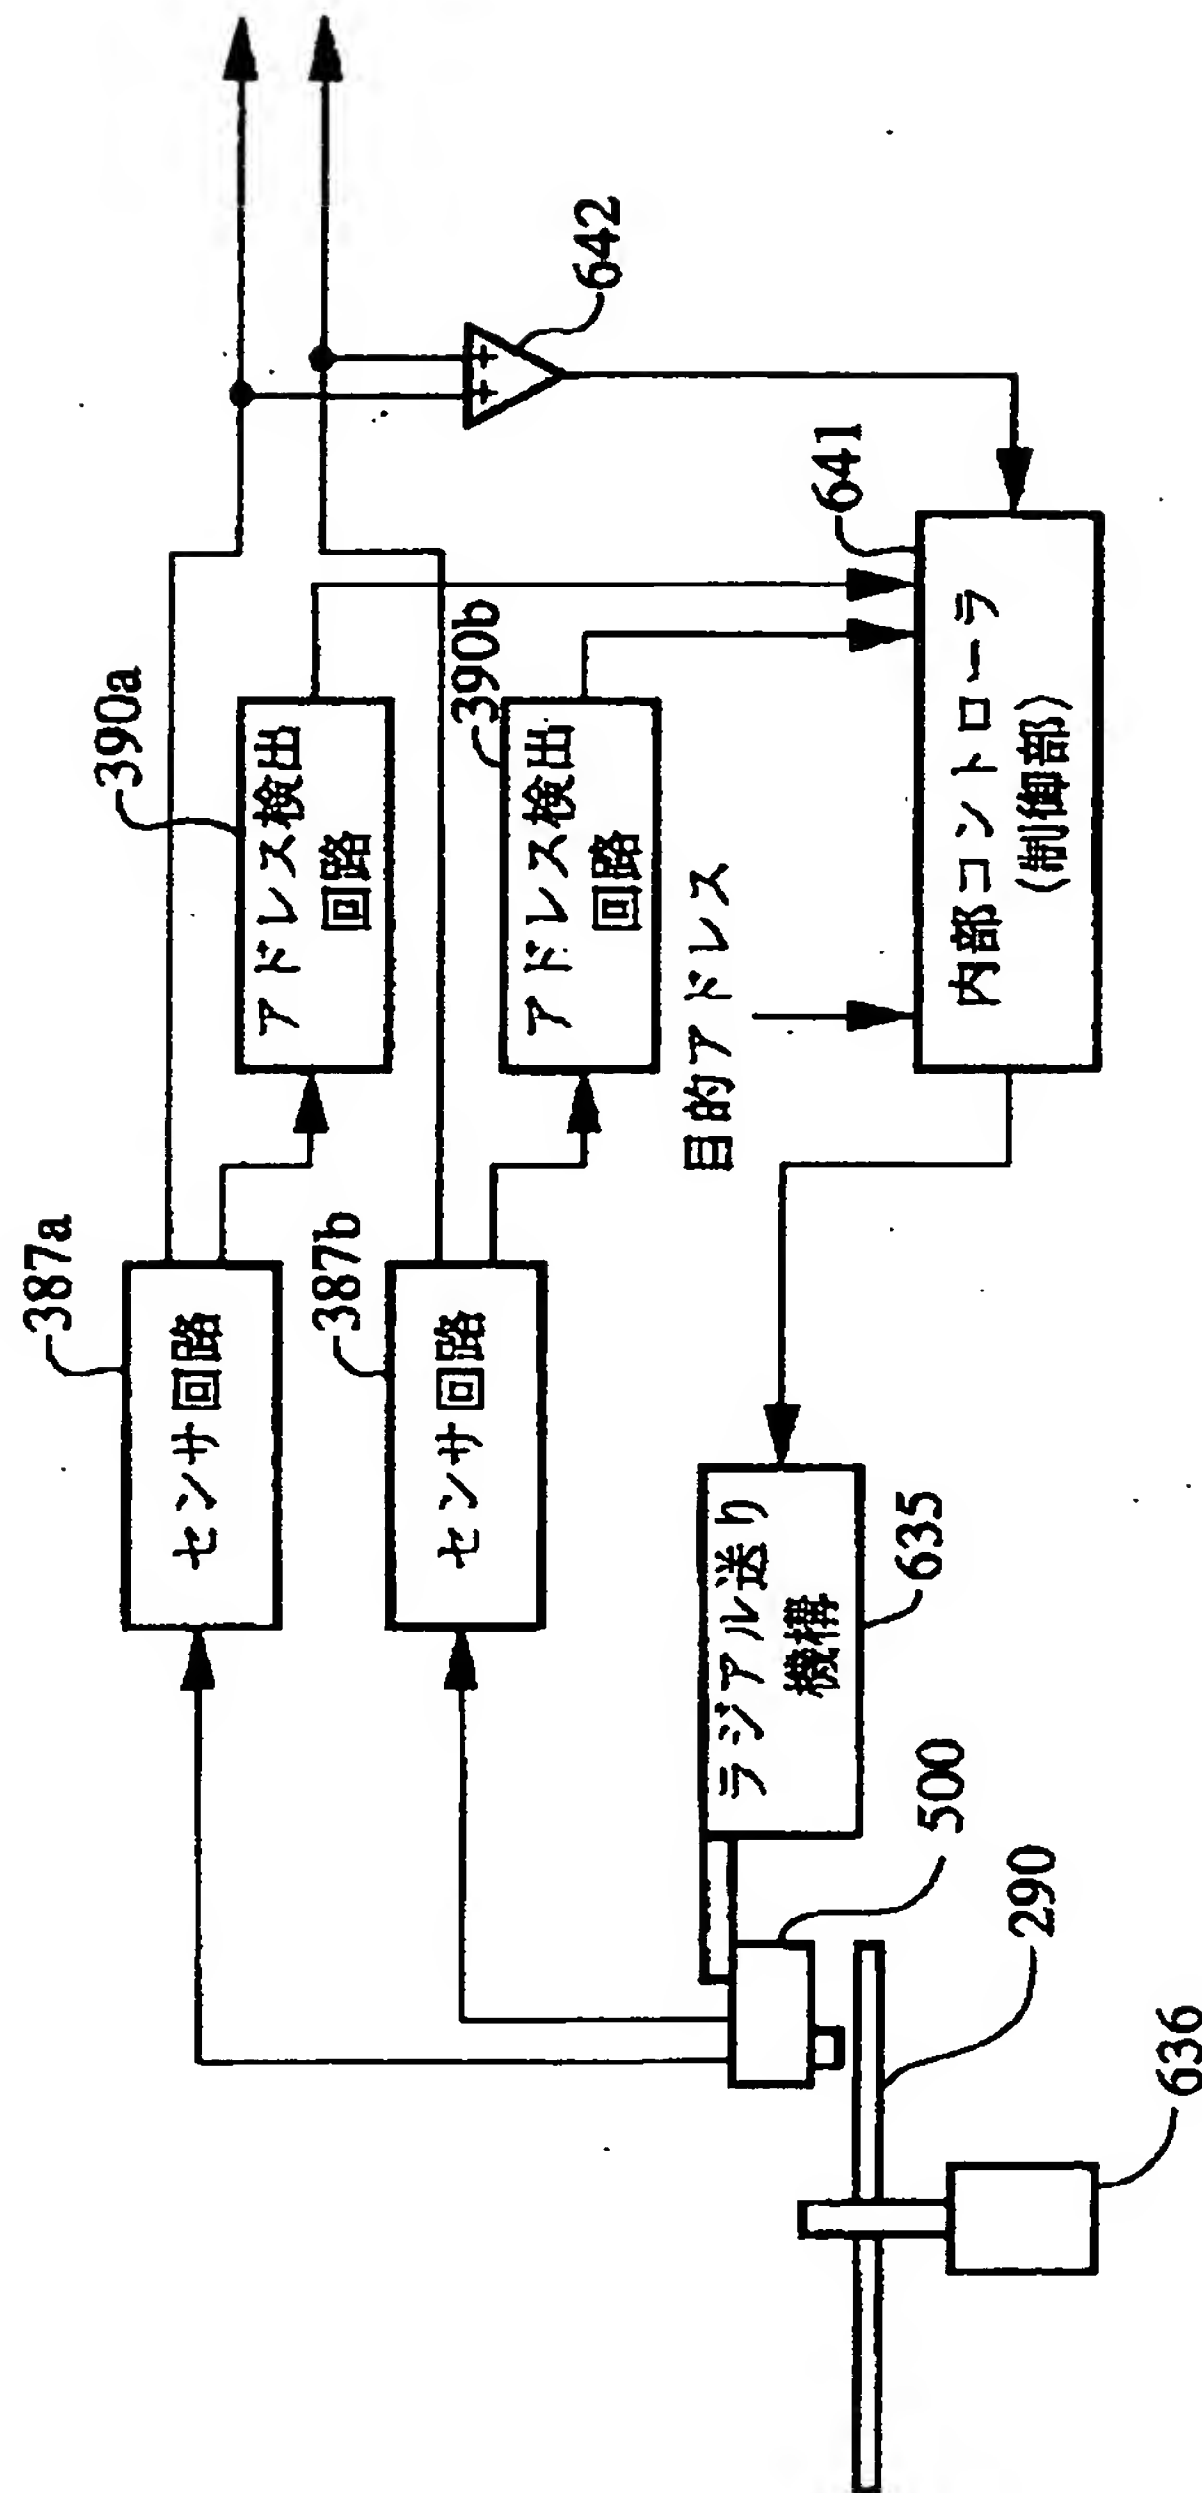 387a
センサ回路
390a
アドレス検出
回路
387b
センサ回路
390b
アドレス検出
回路
642
目的アドレス
641
内部コントローラ
(制御部)
ラジアル送り
機構
635
500
290
636
++